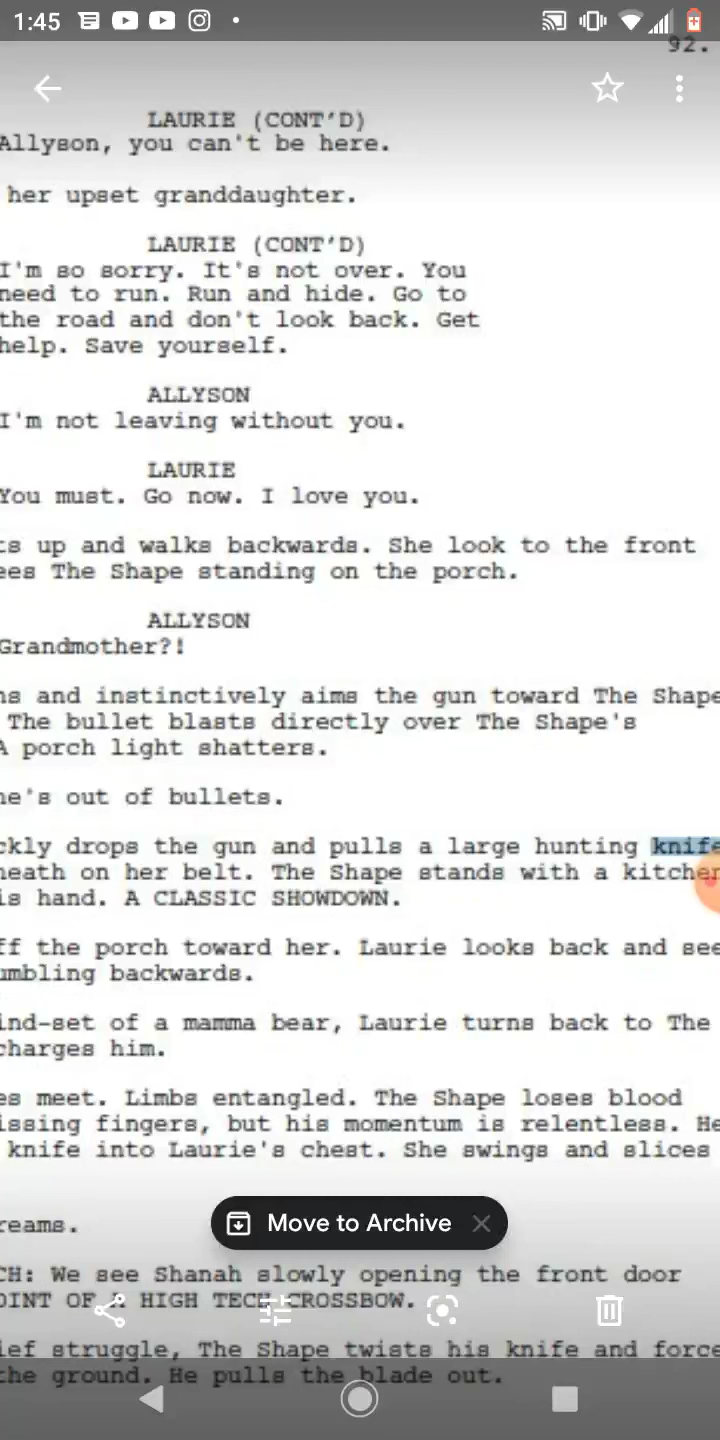 1:45
92.
LAURIE (CONT'D)
Allyson, you can't be here.
her upset granddaughter.
LAURIE (CONT'D)
I'm so sorry. It's not over. You
need to run. Run and hide. Go to
the road and don't look back. Get
help. Save yourself.
ALLYSON
I'm not leaving without you.
LAURIE
You must. Go now. I love you.
ts up and walks backwards. She look to the front
ees The Shape standing on the porch.
ALLYSON
Grandmother?!
ns and instinctively aims the gun toward The Shape
The bullet blasts directly over The Shape's
A porch light shatters.
he's out of bullets.
ckly drops the gun and pulls a large hunting knife
neath on her belt. The Shape stands with a kitchen
is hand. A CLASSIC SHOWDOWN.
ff the porch toward her. Laurie looks back and see
umbling backwards.
ind-set of a mamma bear, Laurie turns back to The
charges him.
es meet. Limbs entangled. The Shape loses blood
issing fingers, but his momentum is relentless. He
knife into Laurie's chest. She swings and slices
reams.
Move to Archive
CH: We see Shanah slowly opening the front door
OINT OF A HIGH TECH CROSSBOW.
ief struggle, The Shape twists his knife and force
the ground. He pulls the blade out.